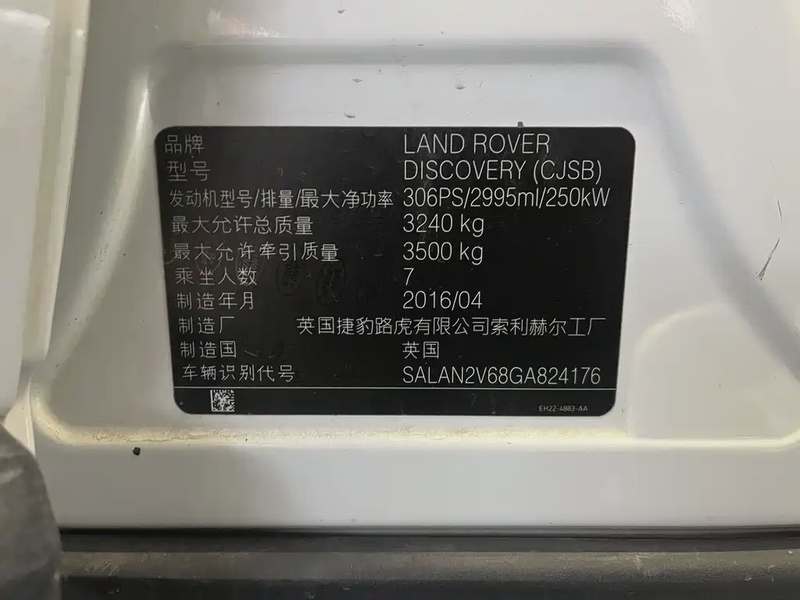 品牌 LAND ROVER
型号 DISCOVERY (CJSB)
发动机型号/排量/最大净功率 306PS/2995ml/250kW
最大允许总质量 3240 kg
最大允许牵引质量 3500 kg
乘坐人数 7
制造年月 2016/04
制造厂 英国捷豹路虎有限公司索利赫尔工厂
制造国 英国
车辆识别代号 SALAN2V68GA824176
EH22-4883-AA